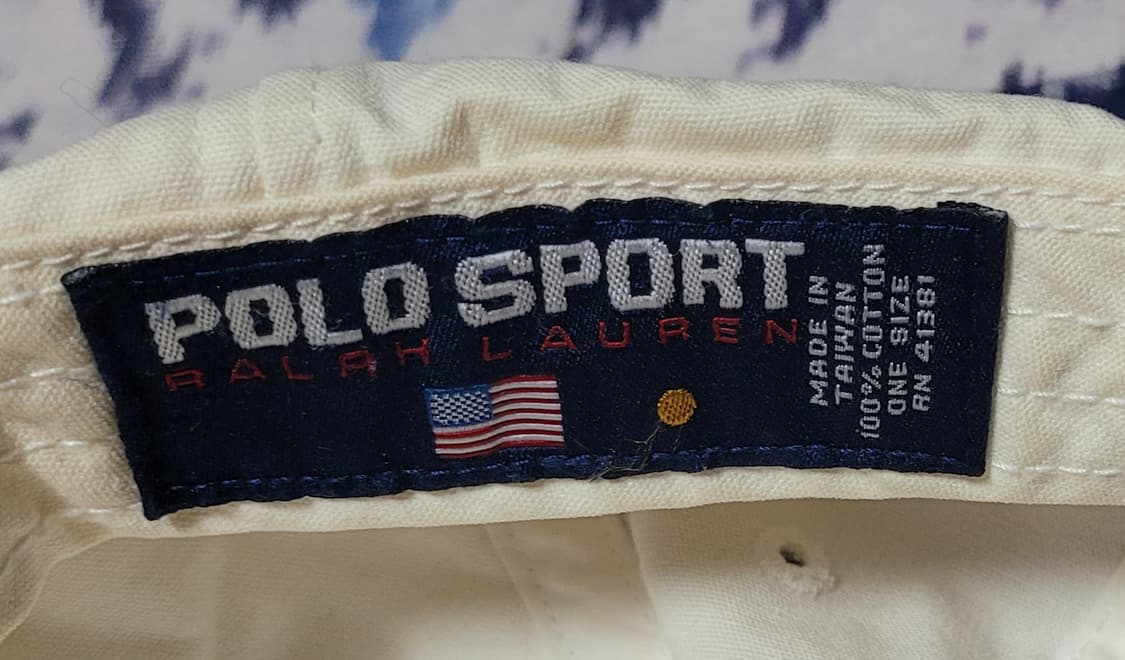 POLO SPORT
RALPH LAUREN
MADE IN
TAIWAN
100% COTTON
ONE SIZE
RN 41381